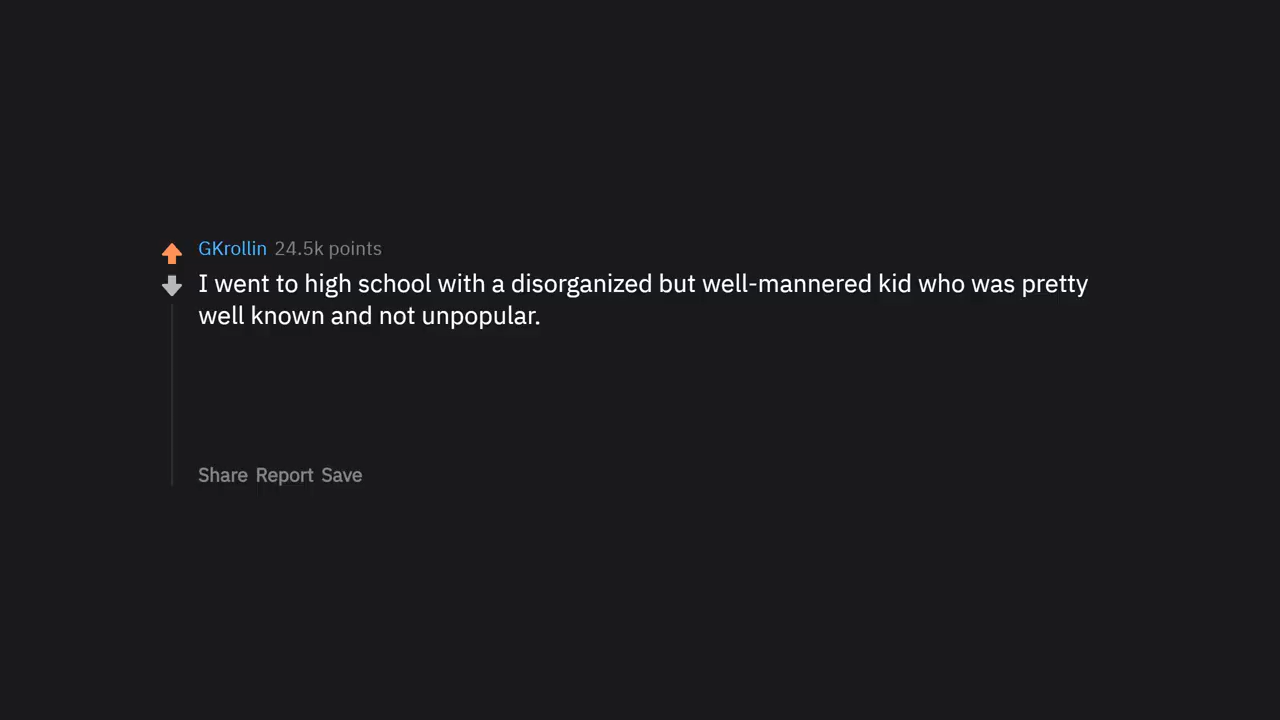 GKrollin 24.5k points
I went to high school with a disorganized but well-mannered kid who was pretty
well known and not unpopular.
Share Report Save